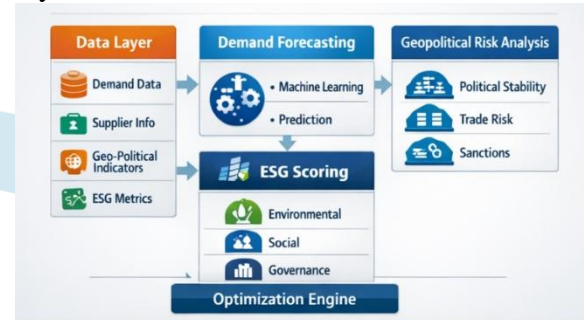 Data Layer
Demand Data
Supplier Info
Geo-Political
Indicators
ESG Metrics
Demand Forecasting
• Machine Learning
• Prediction
Geopolitical Risk Analysis
Political Stability
Trade Risk
Sanctions
ESG Scoring
Environmental
Social
Governance
Optimization Engine